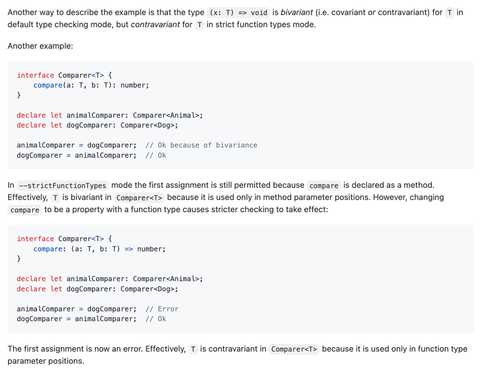 Another way to describe the example is that the type (x: T) => void is bivariant (i.e. covariant or contravariant) for T in
default type checking mode, but contravariant for T in strict function types mode.
Another example:
interface Comparer<T> {
    compare(a: T, b: T): number;
}
declare let animalComparer: Comparer<Animal>;
declare let dogComparer: Comparer<Dog>;
animalComparer = dogComparer;  // Ok because of bivariance
dogComparer = animalComparer;  // Ok
In --strictFunctionTypes mode the first assignment is still permitted because compare is declared as a method.
Effectively, T is bivariant in Comparer<T> because it is used only in method parameter positions. However, changing
compare to be a property with a function type causes stricter checking to take effect:
interface Comparer<T> {
    compare: (a: T, b: T) => number;
}
declare let animalComparer: Comparer<Animal>;
declare let dogComparer: Comparer<Dog>;
animalComparer = dogComparer;  // Error
dogComparer = animalComparer;  // Ok
The first assignment is now an error. Effectively, T is contravariant in Comparer<T> because it is used only in function type
parameter positions.